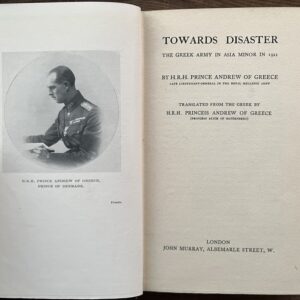 H.R.H. PRINCE ANDREW OF GREECE,
PRINCE OF DENMARK.
TOWARDS DISASTER
THE GREEK ARMY IN ASIA MINOR IN 1921
BY H.R.H. PRINCE ANDREW OF GREECE
LATE LIEUTENANT-GENERAL IN THE ROYAL HELLENIC ARMY
TRANSLATED FROM THE GREEK BY
H.R.H. PRINCESS ANDREW OF GREECE
(PRINCESS ALICE OF BATTENBERG)
LONDON
JOHN MURRAY, ALBEMARLE STREET, W.